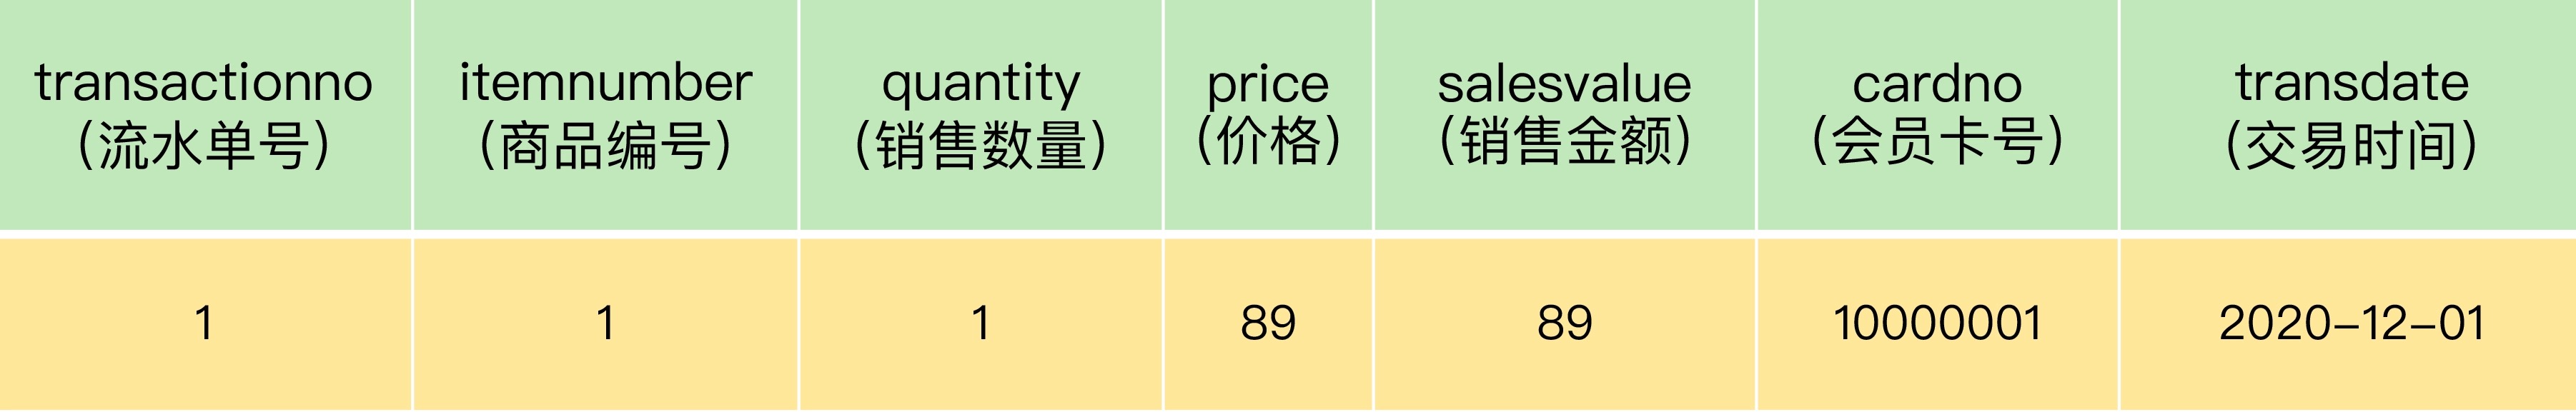 transactionno
（流水单号）
itemnumber
（商品编号）
quantity
（销售数量）
price
（价格）
salesvalue
（销售金额）
cardno
（会员卡号）
transdate
（交易时间）
1
1
1
89
89
10000001
2020-12-01